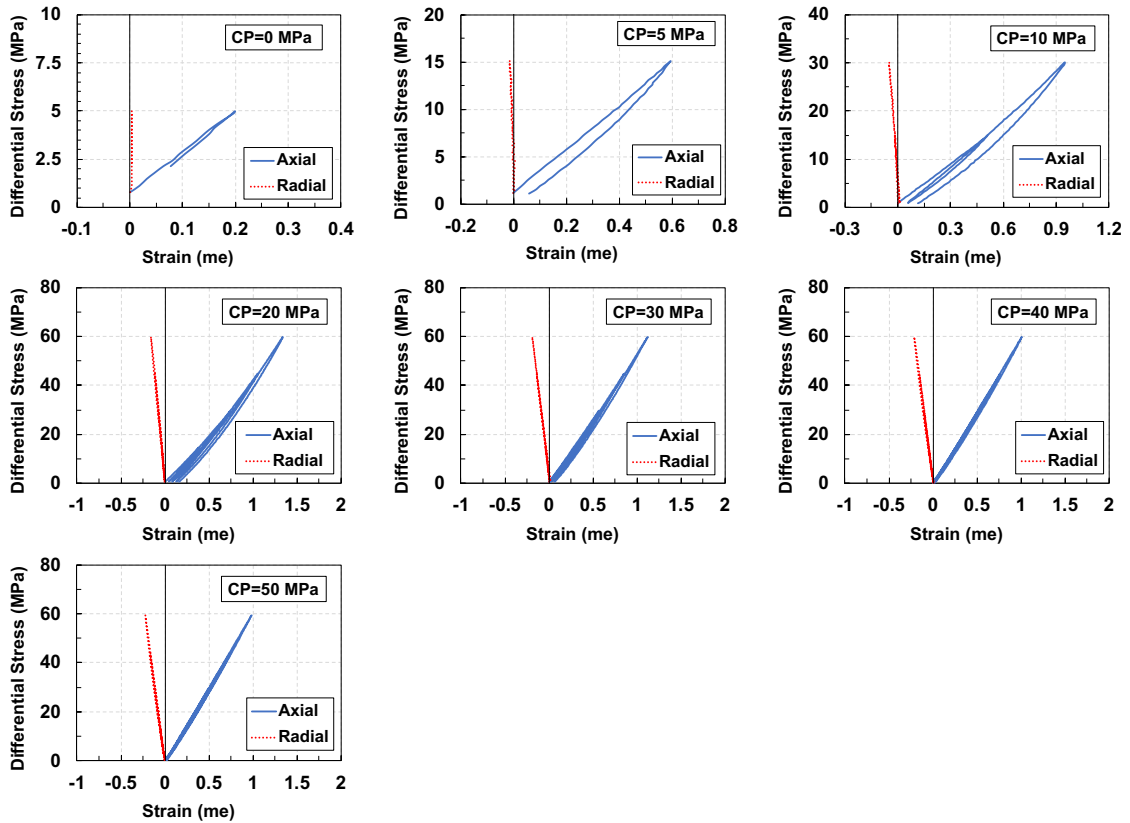 Differential Stress (MPa)
10
7.5
5
2.5
0
CP=0 MPa
Axial
Radial
-0.1 0 0.1 0.2 0.3 0.4
Strain (me)
Differential Stress (MPa)
20
15
10
5
0
CP=5 MPa
Axial
Radial
-0.2 0 0.2 0.4 0.6 0.8
Strain (me)
Differential Stress (MPa)
40
30
20
10
0
CP=10 MPa
Axial
Radial
-0.3 0 0.3 0.6 0.9 1.2
Strain (me)
Differential Stress (MPa)
80
60
40
20
0
CP=20 MPa
Axial
Radial
-1 -0.5 0 0.5 1 1.5 2
Strain (me)
Differential Stress (MPa)
80
60
40
20
0
CP=30 MPa
Axial
Radial
-1 -0.5 0 0.5 1 1.5 2
Strain (me)
Differential Stress (MPa)
80
60
40
20
0
CP=40 MPa
Axial
Radial
-1 -0.5 0 0.5 1 1.5 2
Strain (me)
Differential Stress (MPa)
80
60
40
20
0
CP=50 MPa
Axial
Radial
-1 -0.5 0 0.5 1 1.5 2
Strain (me)